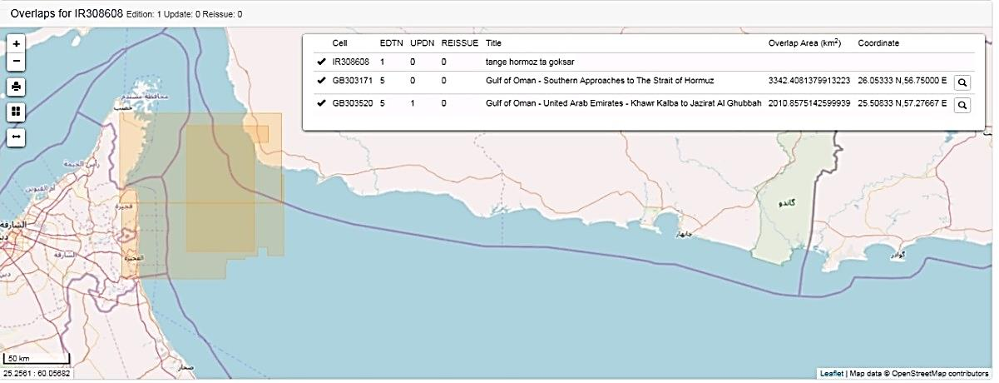 Overlaps for IR308608 Edition: 1 Update: 0 Reissue: 0
Cell EDTN UPDN REISSUE Title Overlap Area (km²) Coordinate
IR308608 1 0 0 tange hormoz ta goksar
GB303171 5 0 0 Gulf of Oman - Southern Approaches to The Strait of Hormuz 3342.4081379913223 26.05333 N,56.75000 E
GB303520 5 1 0 Gulf of Oman - United Arab Emirates - Khawr Kalba to Jazirat Al Ghubbah 2010.8575142599939 25.50833 N,57.27667 E
+
−
محافظة مسندم
خصب
رأس الخيمة
أم القيوين
فجيرة
گاندو
الشارقة
چابهار
الشارقة
الفجيرة
گوادر
دبي
صحار
50 km
25.2561 : 60.05682
Leaflet | Map data © OpenStreetMap contributors